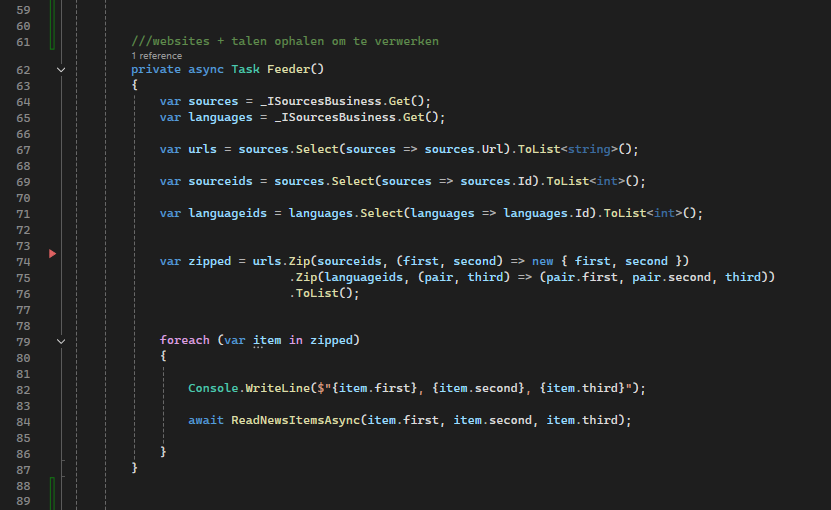 59
60
61 ///websites + talen ophalen om te verwerken
1 reference
62 private async Task Feeder()
63 {
64 var sources = _ISourcesBusiness.Get();
65 var languages = _ISourcesBusiness.Get();
66
67 var urls = sources.Select(sources => sources.Url).ToList<string>();
68
69 var sourceids = sources.Select(sources => sources.Id).ToList<int>();
70
71 var languageids = languages.Select(languages => languages.Id).ToList<int>();
72
73
74 var zipped = urls.Zip(sourceids, (first, second) => new { first, second })
75 .Zip(languageids, (pair, third) => (pair.first, pair.second, third))
76 .ToList();
77
78
79 foreach (var item in zipped)
80 {
81
82 Console.WriteLine($"{item.first}, {item.second}, {item.third}");
83
84 await ReadNewsItemsAsync(item.first, item.second, item.third);
85
86 }
87 }
88
89